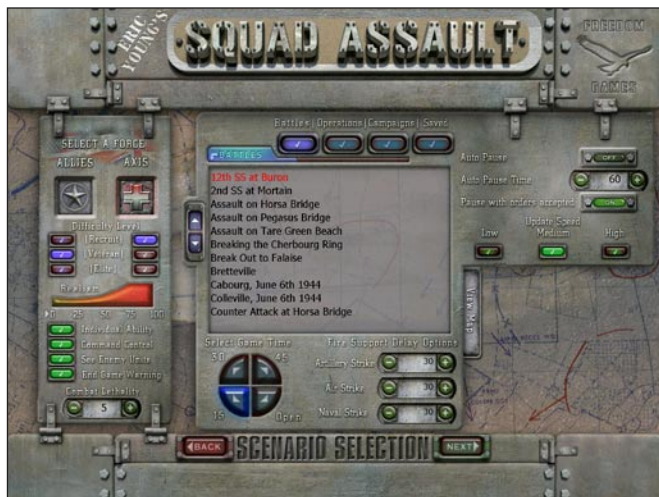 ERIC YOUNG'S
SQUAD ASSAULT
FREEDOM GAMES
SELECT A FORCE
ALLIES AXIS
Difficulty Level
(Recruit)
(Veteran)
(Elite)
Realism
0 25 50 75 100
Individual Ability
Command Control
See Enemy Units
End Game Warning
Combat Lethality
5
Battles | Operations | Campaigns | Saved
BATTLES
12th SS at Buron
2nd SS at Mortain
Assault on Horsa Bridge
Assault on Pegasus Bridge
Assault on Tare Green Beach
Breaking the Cherbourg Ring
Break Out to Falaise
Bretteville
Cabourg, June 6th 1944
Colleville, June 6th 1944
Counter Attack at Horsa Bridge
Select Game Time
30 45
15 Open
Fire Support Delay Options
Artillery Strike 30
Air Strike 30
Naval Strike 30
Auto Pause OFF
Auto Pause Time 60
Pause with orders accepted ON
Update Speed
Low Medium High
VIEW MAP
BACK SCENARIO SELECTION NEXT